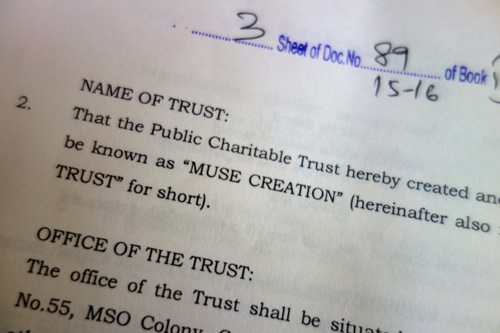 3 Sheet of Doc.No. 89 of Book
15-16
NAME OF TRUST:
2. That the Public Charitable Trust hereby created and
be known as “MUSE CREATION” (hereinafter also
TRUST” for short).
OFFICE OF THE TRUST:
The office of the Trust shall be
No.55, MSO Colony,